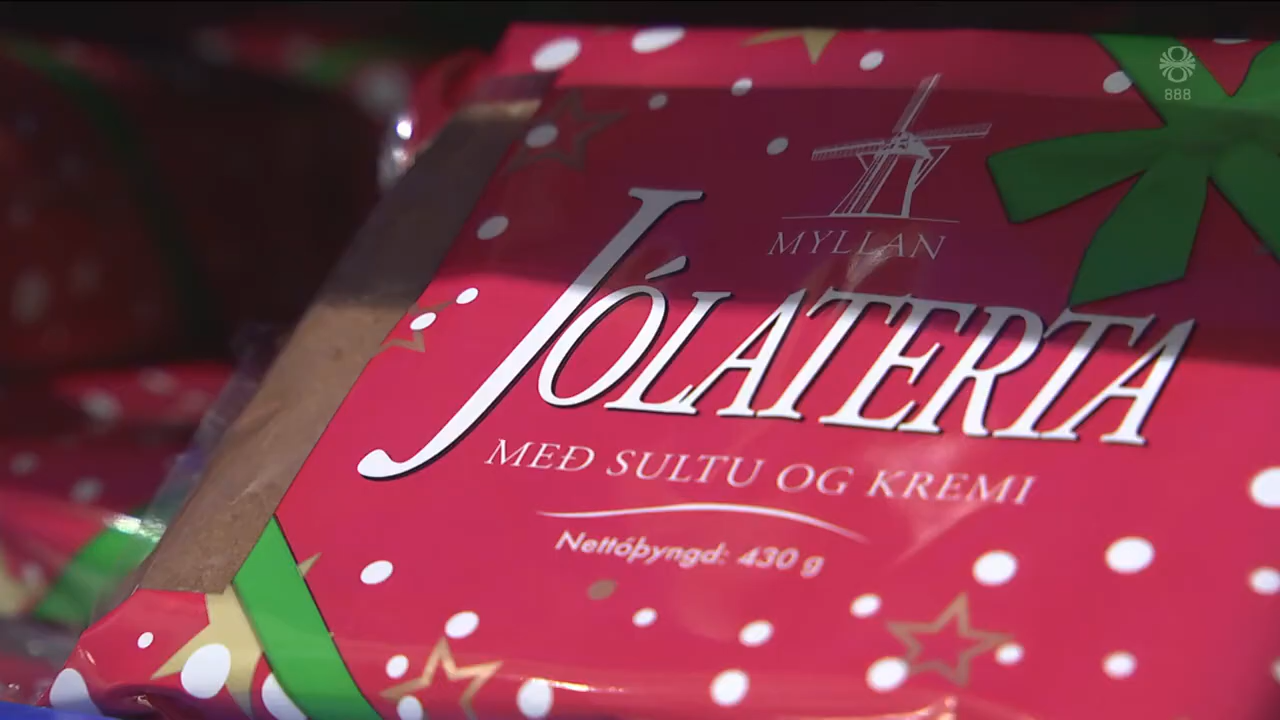 888
MYLLAN
JÓLATERTA
MEÐ SULTU OG KREMI
Nettóþyngd: 430 g